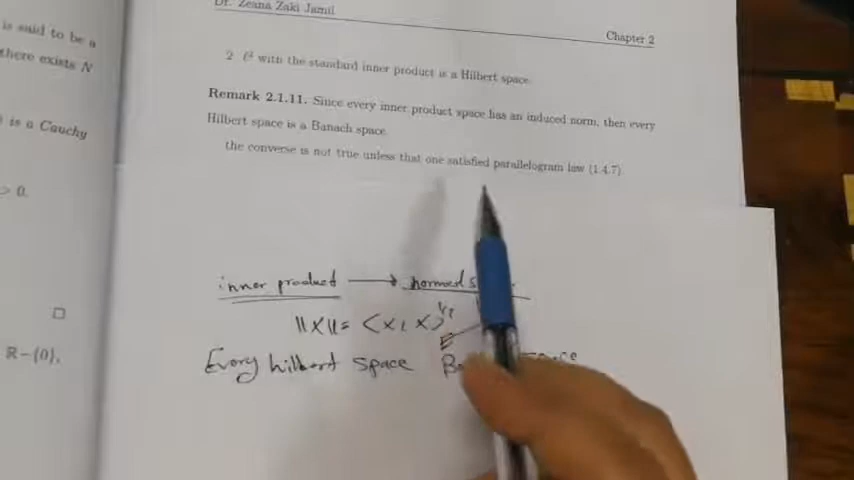 is said to be a
there exists N
is a Cauchy
> 0.
□
R−{0},
Dr. Zeana Zaki Jamil
Chapter 2
2 ℓ² with the standard inner product is a Hilbert space
Remark 2.1.11. Since every inner product space has an induced norm, then every
Hilbert space is a Banach space
the converse is not true unless that one satisfied parallelogram law (1.4.7)
inner product → normed s
||X|| = <X, X>^1/2
Every hilbert space